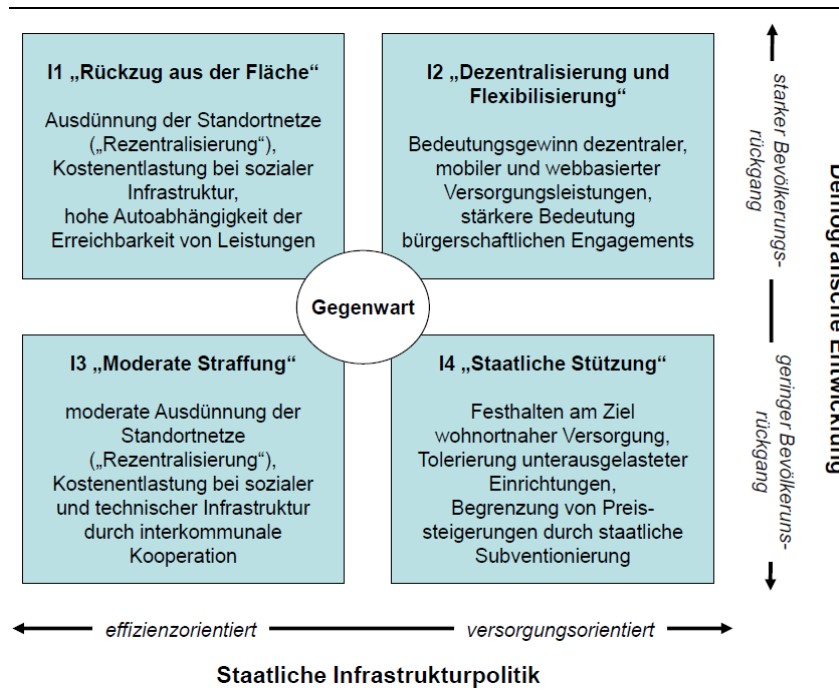 I1 „Rückzug aus der Fläche“
Ausdünnung der Standortnetze
(„Rezentralisierung“),
Kostenentlastung bei sozialer
Infrastruktur,
hohe Autoabhängigkeit der
Erreichbarkeit von Leistungen
I2 „Dezentralisierung und
Flexibilisierung“
Bedeutungsgewinn dezentraler,
mobiler und webbasierter
Versorgungsleistungen,
stärkere Bedeutung
bürgerschaftlichen Engagements
Gegenwart
I3 „Moderate Straffung“
moderate Ausdünnung der
Standortnetze
(„Rezentralisierung“),
Kostenentlastung bei sozialer
und technischer Infrastruktur
durch interkommunale
Kooperation
I4 „Staatliche Stützung“
Festhalten am Ziel
wohnortnaher Versorgung,
Tolerierung unterausgelasteter
Einrichtungen,
Begrenzung von Preis-
steigerungen durch staatliche
Subventionierung
starker Bevölkerungs-
rückgang
geringer Bevölkeruns-
rückgang
Demografische Entwicklung
effizienzorientiert
versorgungsorientiert
Staatliche Infrastrukturpolitik